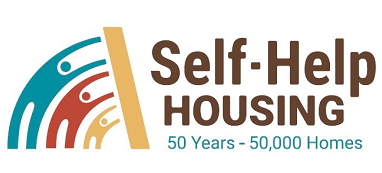 Self-Help
HOUSING
50 Years - 50,000 Homes